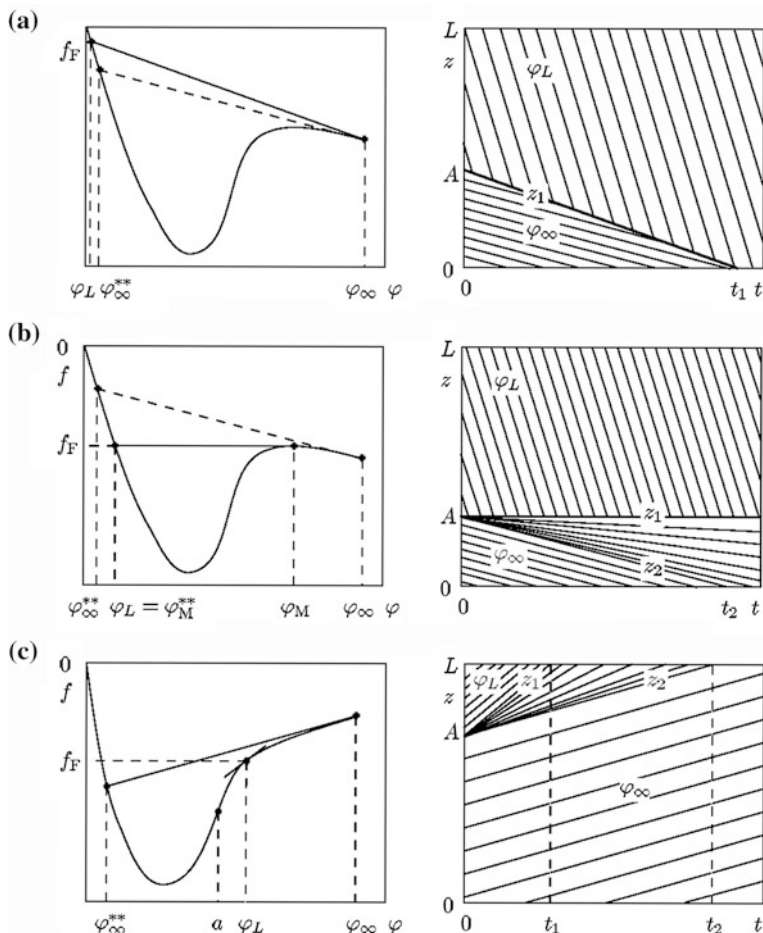 (a)
f_F
φ_L φ_∞^** φ_∞ φ
L
z
A
0
φ_L
z_1
φ_∞
0 t_1 t
(b)
0
f
f_F
φ_∞^** φ_L = φ_M^** φ_M φ_∞ φ
L
z
A
0
φ_L
z_1
φ_∞
z_2
0 t_2 t
(c)
0
f
f_F
φ_∞^** a φ_L φ_∞ φ
L
z
A
0
φ_L z_1 z_2
φ_∞
0 t_1 t_2 t